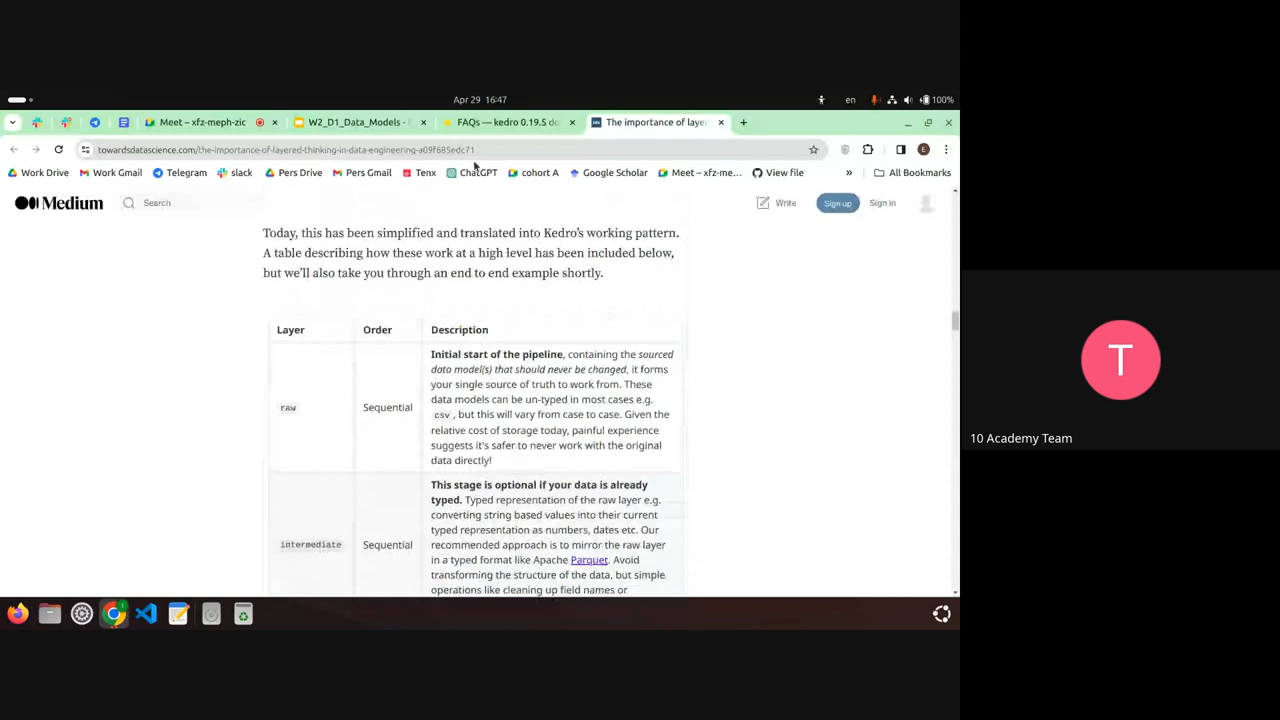 Apr 29 16:47
en
100%
Meet – xfz-meph-zic
W2_D1_Data_Models -
FAQs — kedro 0.19.5 do
The importance of layer
towardsdatascience.com/the-importance-of-layered-thinking-in-data-engineering-a09f685edc71
Work Drive
Work Gmail
Telegram
slack
Pers Drive
Pers Gmail
Tenx
ChatGPT
cohort A
Google Scholar
Meet – xfz-me...
View file
»
All Bookmarks
Medium
Search
Write
Sign up
Sign in
Today, this has been simplified and translated into Kedro's working pattern.
A table describing how these work at a high level has been included below,
but we'll also take you through an end to end example shortly.
Layer
Order
Description
raw
Sequential
Initial start of the pipeline, containing the sourced
data model(s) that should never be changed, it forms
your single source of truth to work from. These
data models can be un-typed in most cases e.g.
csv, but this will vary from case to case. Given the
relative cost of storage today, painful experience
suggests it's safer to never work with the original
data directly!
intermediate
Sequential
This stage is optional if your data is already
typed. Typed representation of the raw layer e.g.
converting string based values into their current
typed representation as numbers, dates etc. Our
recommended approach is to mirror the raw layer
in a typed format like Apache Parquet. Avoid
transforming the structure of the data, but simple
operations like cleaning up field names or
T
10 Academy Team